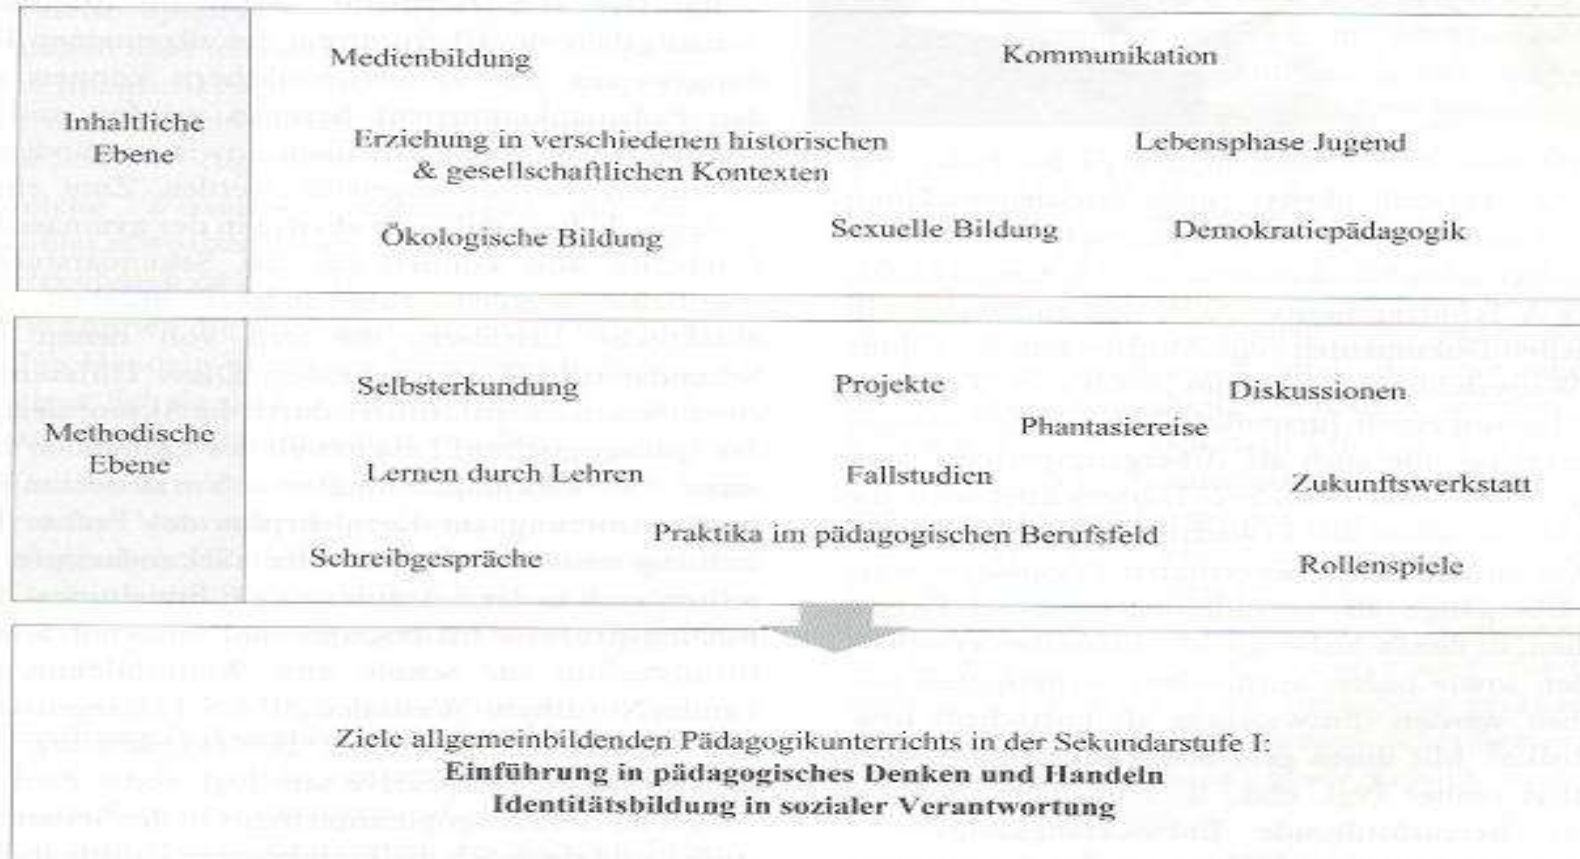 Medienbildung
Kommunikation
Inhaltliche
Ebene
Erziehung in verschiedenen historischen
& gesellschaftlichen Kontexten
Lebensphase Jugend
Ökologische Bildung
Sexuelle Bildung
Demokratiepädagogik
Selbsterkundung
Projekte
Diskussionen
Phantasiereise
Methodische
Ebene
Lernen durch Lehren
Fallstudien
Zukunftswerkstatt
Praktika im pädagogischen Berufsfeld
Schreibgespräche
Rollenspiele
Ziele allgemeinbildenden Pädagogikunterrichts in der Sekundarstufe I:
Einführung in pädagogisches Denken und Handeln
Identitätsbildung in sozialer Verantwortung